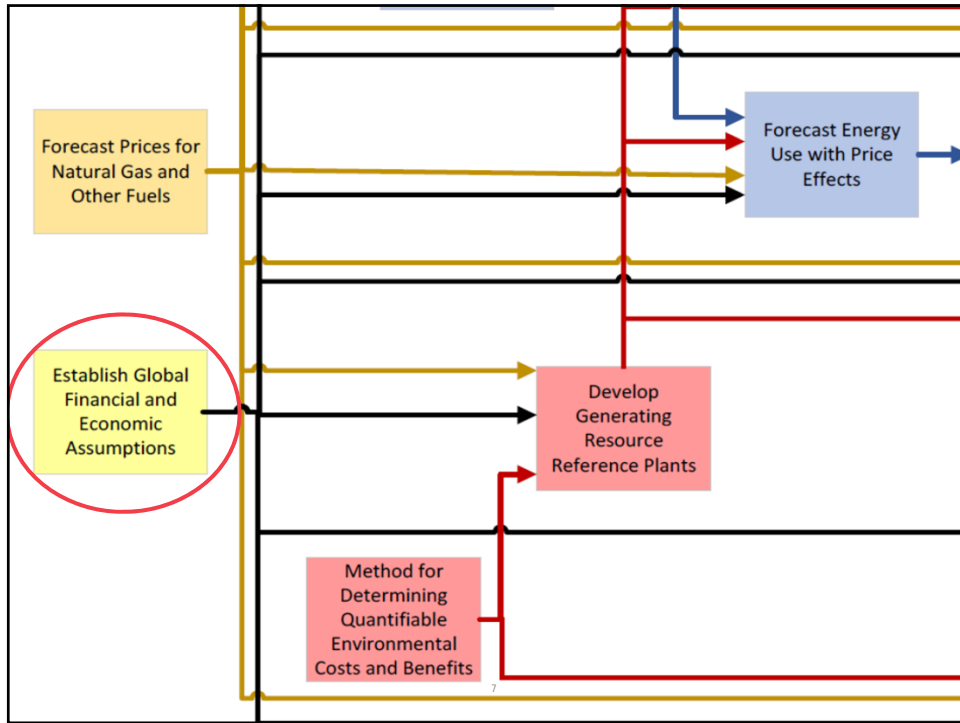 Forecast Prices for
Natural Gas and
Other Fuels
Forecast Energy
Use with Price
Effects
Establish Global
Financial and
Economic
Assumptions
Develop
Generating
Resource
Reference Plants
Method for
Determining
Quantifiable
Environmental
Costs and Benefits
7